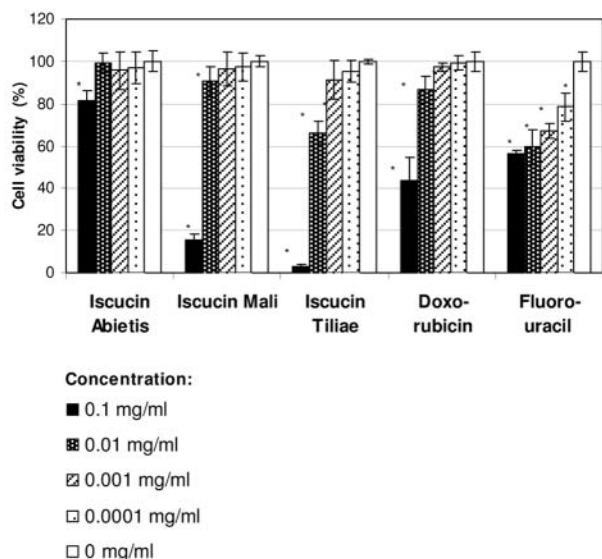 120
100
80
60
40
20
0
Cell viability (%)
* * * * * * * * * * * *
Iscucin Abietis
Iscucin Mali
Iscucin Tiliae
Doxo-
rubicin
Fluoro-
uracil
Concentration:
0.1 mg/ml
0.01 mg/ml
0.001 mg/ml
0.0001 mg/ml
0 mg/ml